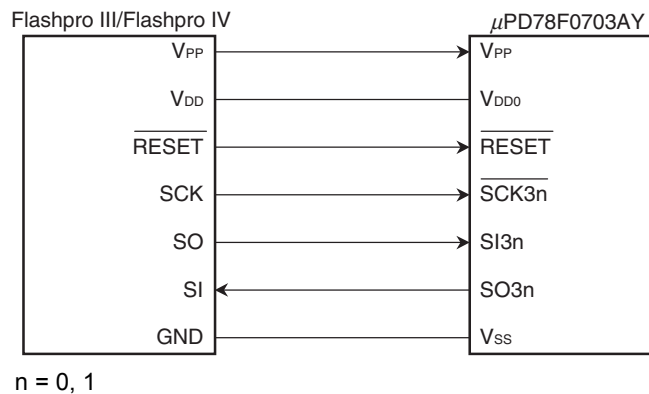 Flashpro III/Flashpro IV
μPD78F0703AY
VPP
VPP
VDD
VDD0
RESET
RESET
SCK
SCK3n
SO
SI3n
SI
SO3n
GND
VSS
n = 0, 1